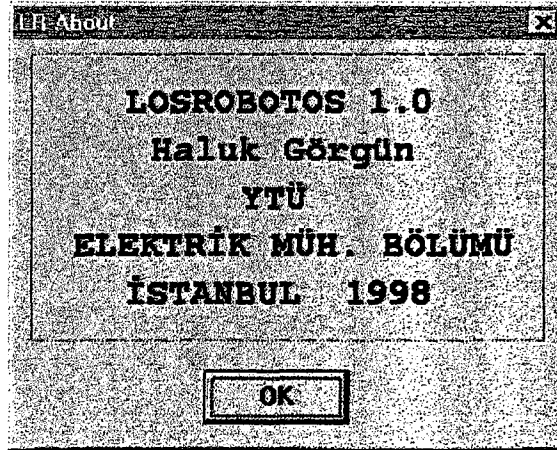 LR About
LOSROBOTOS 1.0
Haluk Görgün
YTÜ
ELEKTRİK MÜH. BÖLÜMÜ
İSTANBUL 1998
OK